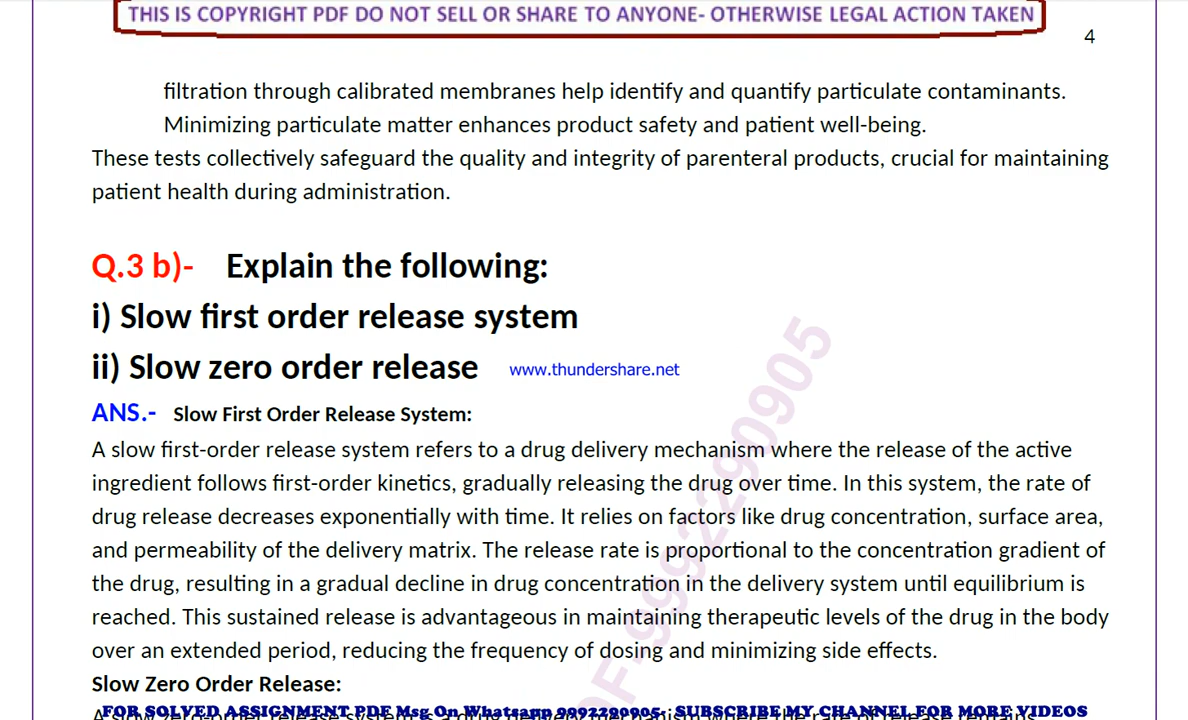 THIS IS COPYRIGHT PDF DO NOT SELL OR SHARE TO ANYONE- OTHERWISE LEGAL ACTION TAKEN
4
filtration through calibrated membranes help identify and quantify particulate contaminants.
Minimizing particulate matter enhances product safety and patient well-being.
These tests collectively safeguard the quality and integrity of parenteral products, crucial for maintaining
patient health during administration.
Q.3 b)- Explain the following:
i) Slow first order release system
ii) Slow zero order release www.thundershare.net
ANS.- Slow First Order Release System:
A slow first-order release system refers to a drug delivery mechanism where the release of the active
ingredient follows first-order kinetics, gradually releasing the drug over time. In this system, the rate of
drug release decreases exponentially with time. It relies on factors like drug concentration, surface area,
and permeability of the delivery matrix. The release rate is proportional to the concentration gradient of
the drug, resulting in a gradual decline in drug concentration in the delivery system until equilibrium is
reached. This sustained release is advantageous in maintaining therapeutic levels of the drug in the body
over an extended period, reducing the frequency of dosing and minimizing side effects.
Slow Zero Order Release:
FOR SOLVED ASSIGNMENT PDF Msg On Whatsapp 9992290905- SUBSCRIBE MY CHANNEL FOR MORE VIDEOS